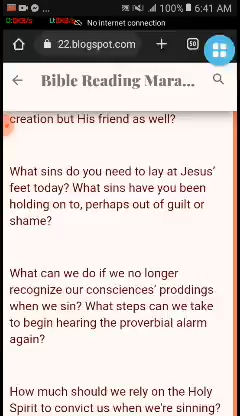 100% 6:41 AM
O:0KB/s U:0KB/s No internet connection
22.blogspot.com + 50
Bible Reading Mara...
creation but His friend as well?
What sins do you need to lay at Jesus’
feet today? What sins have you been
holding on to, perhaps out of guilt or
shame?
What can we do if we no longer
recognize our consciences’ proddings
when we sin? What steps can we take
to begin hearing the proverbial alarm
again?
How much should we rely on the Holy
Spirit to convict us when we're sinning?